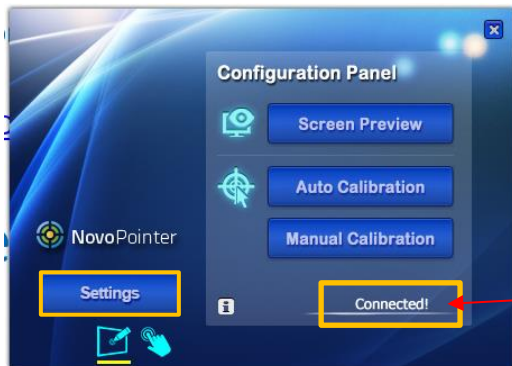 Configuration Panel
Screen Preview
Auto Calibration
Manual Calibration
NovoPointer
Settings
i
Connected!